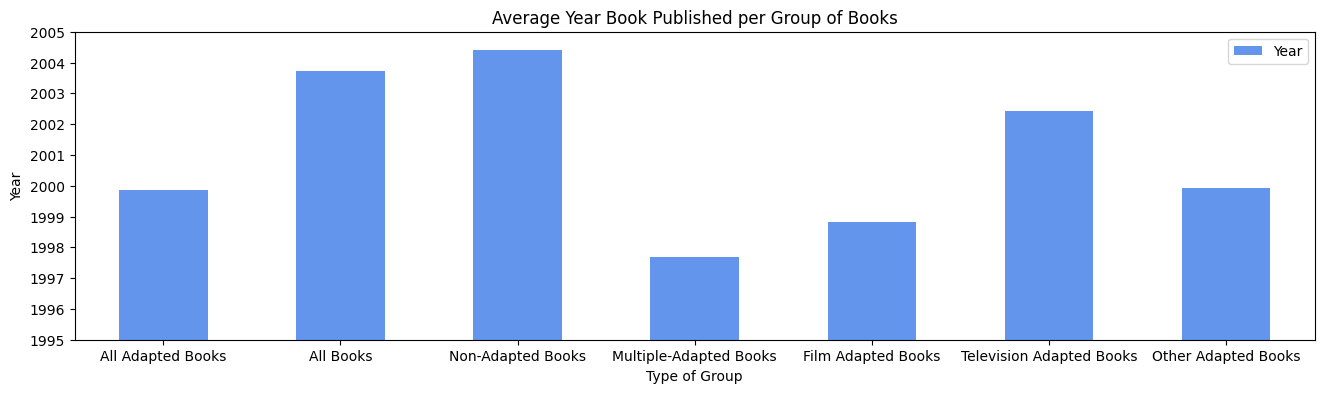 Average Year Book Published per Group of Books
Year
2005
2004
2003
2002
2001
2000
1999
1998
1997
1996
1995
Year
All Adapted Books
All Books
Non-Adapted Books
Multiple-Adapted Books
Film Adapted Books
Television Adapted Books
Other Adapted Books
Type of Group